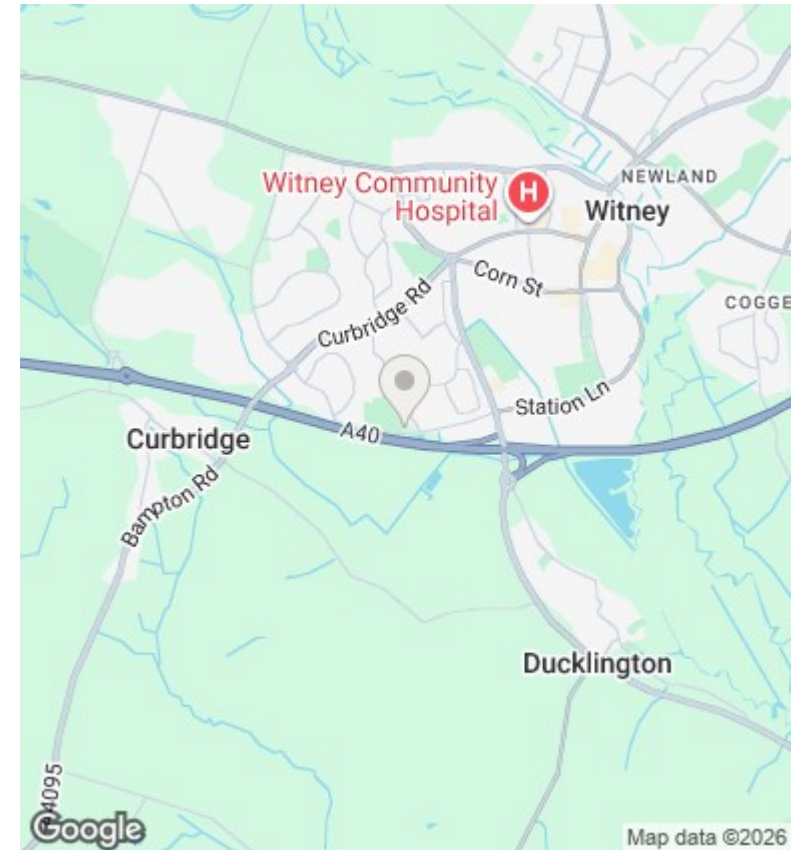 NEWLAND
Witney Community
Hospital
H
Witney
Corn St
COGGE
Curbridge Rd
Station Ln
A40
Curbridge
Bampton Rd
Ducklington
A4095
Google
Map data ©2026